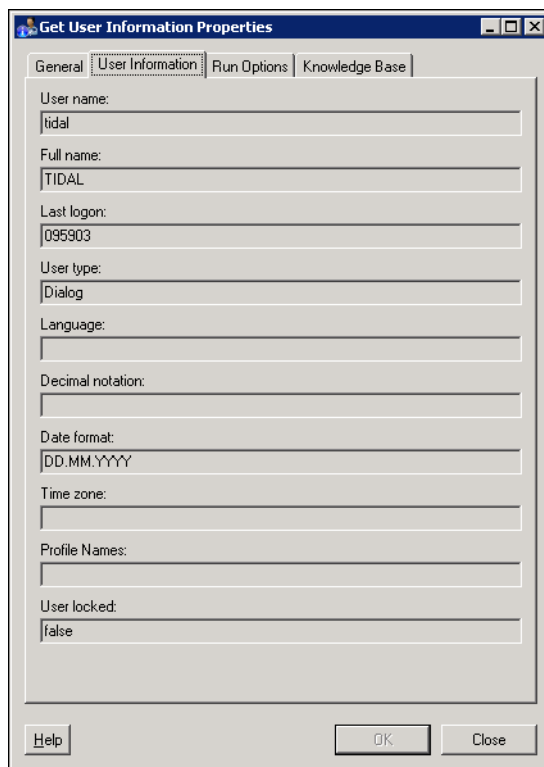 Get User Information Properties
General User Information Run Options Knowledge Base
User name:
tidal
Full name:
TIDAL
Last logon:
095903
User type:
Dialog
Language:
Decimal notation:
Date format:
DD.MM.YYYY
Time zone:
Profile Names:
User locked:
false
Help OK Close